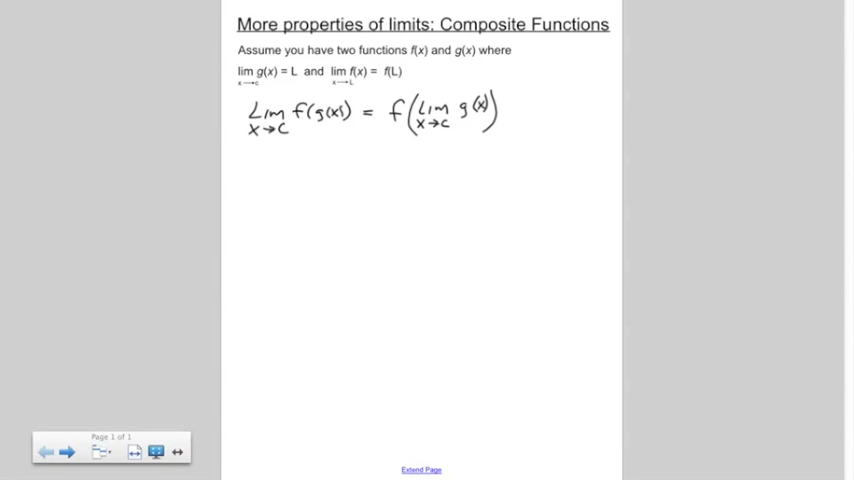 More properties of limits: Composite Functions
Assume you have two functions f(x) and g(x) where
lim g(x) = L and lim f(x) = f(L)
x→c x→L
Lim f(g(x)) = f(Lim g(x))
x→c x→c
Page 1 of 1
Extend Page